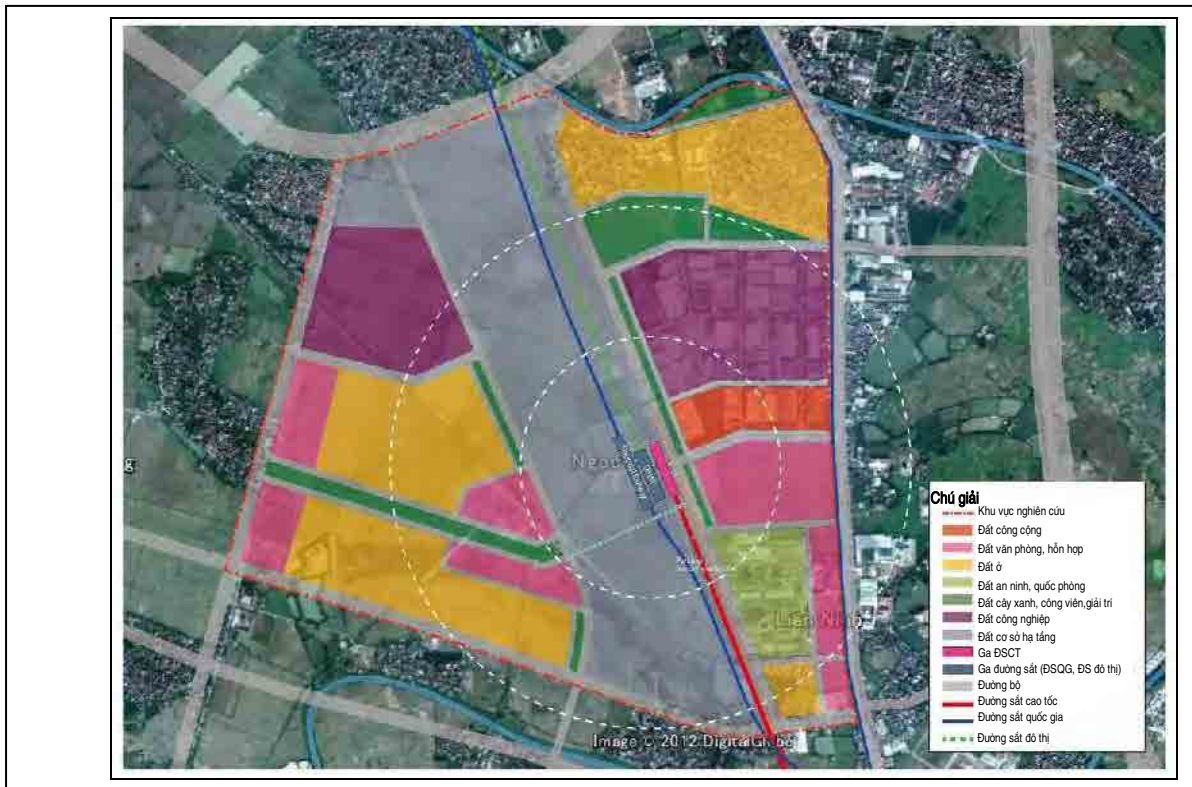 Ngọc
Liên Ninh
Image © 2012 DigitalGlobe
Chú giải
Khu vực nghiên cứu
Đất công cộng
Đất văn phòng, hỗn hợp
Đất ở
Đất an ninh, quốc phòng
Đất cây xanh, công viên,giải trí
Đất công nghiệp
Đất cơ sở hạ tầng
Ga ĐSCT
Ga đường sắt (ĐSQG, ĐS đô thị)
Đường bộ
Đường sắt cao tốc
Đường sắt quốc gia
Đường sắt đô thị